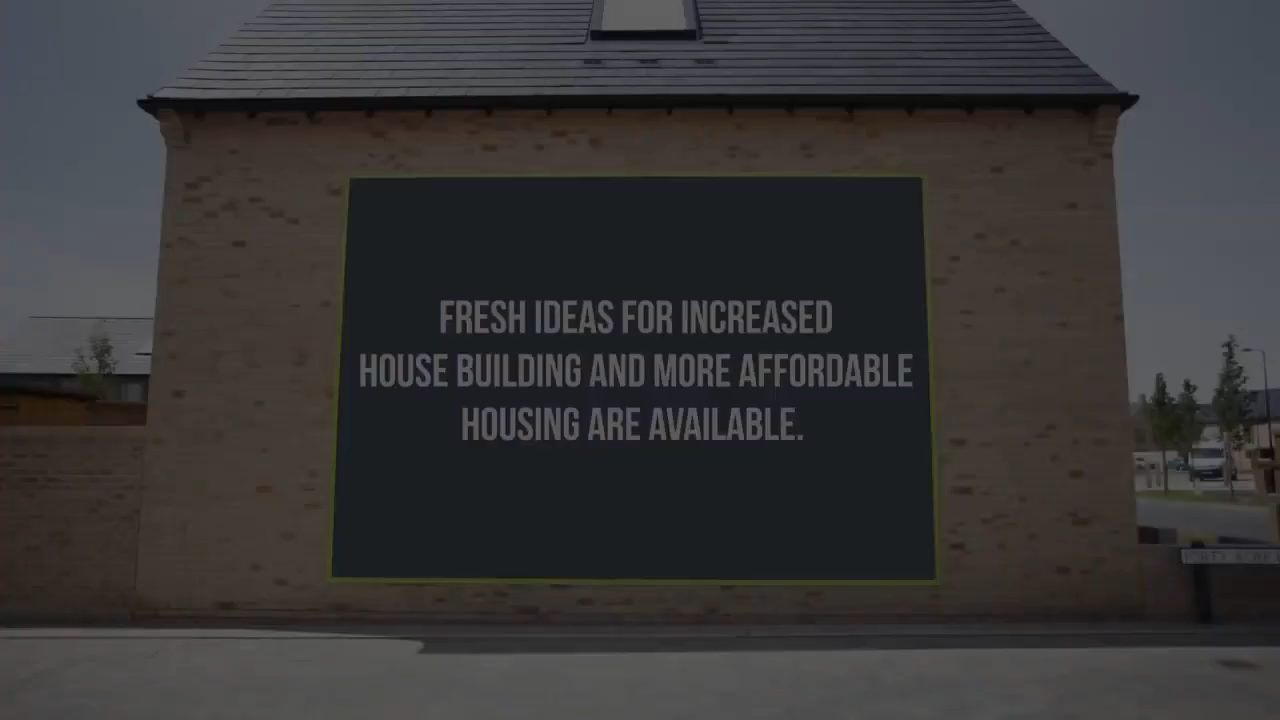 FRESH IDEAS FOR INCREASED
HOUSE BUILDING AND MORE AFFORDABLE
HOUSING ARE AVAILABLE.